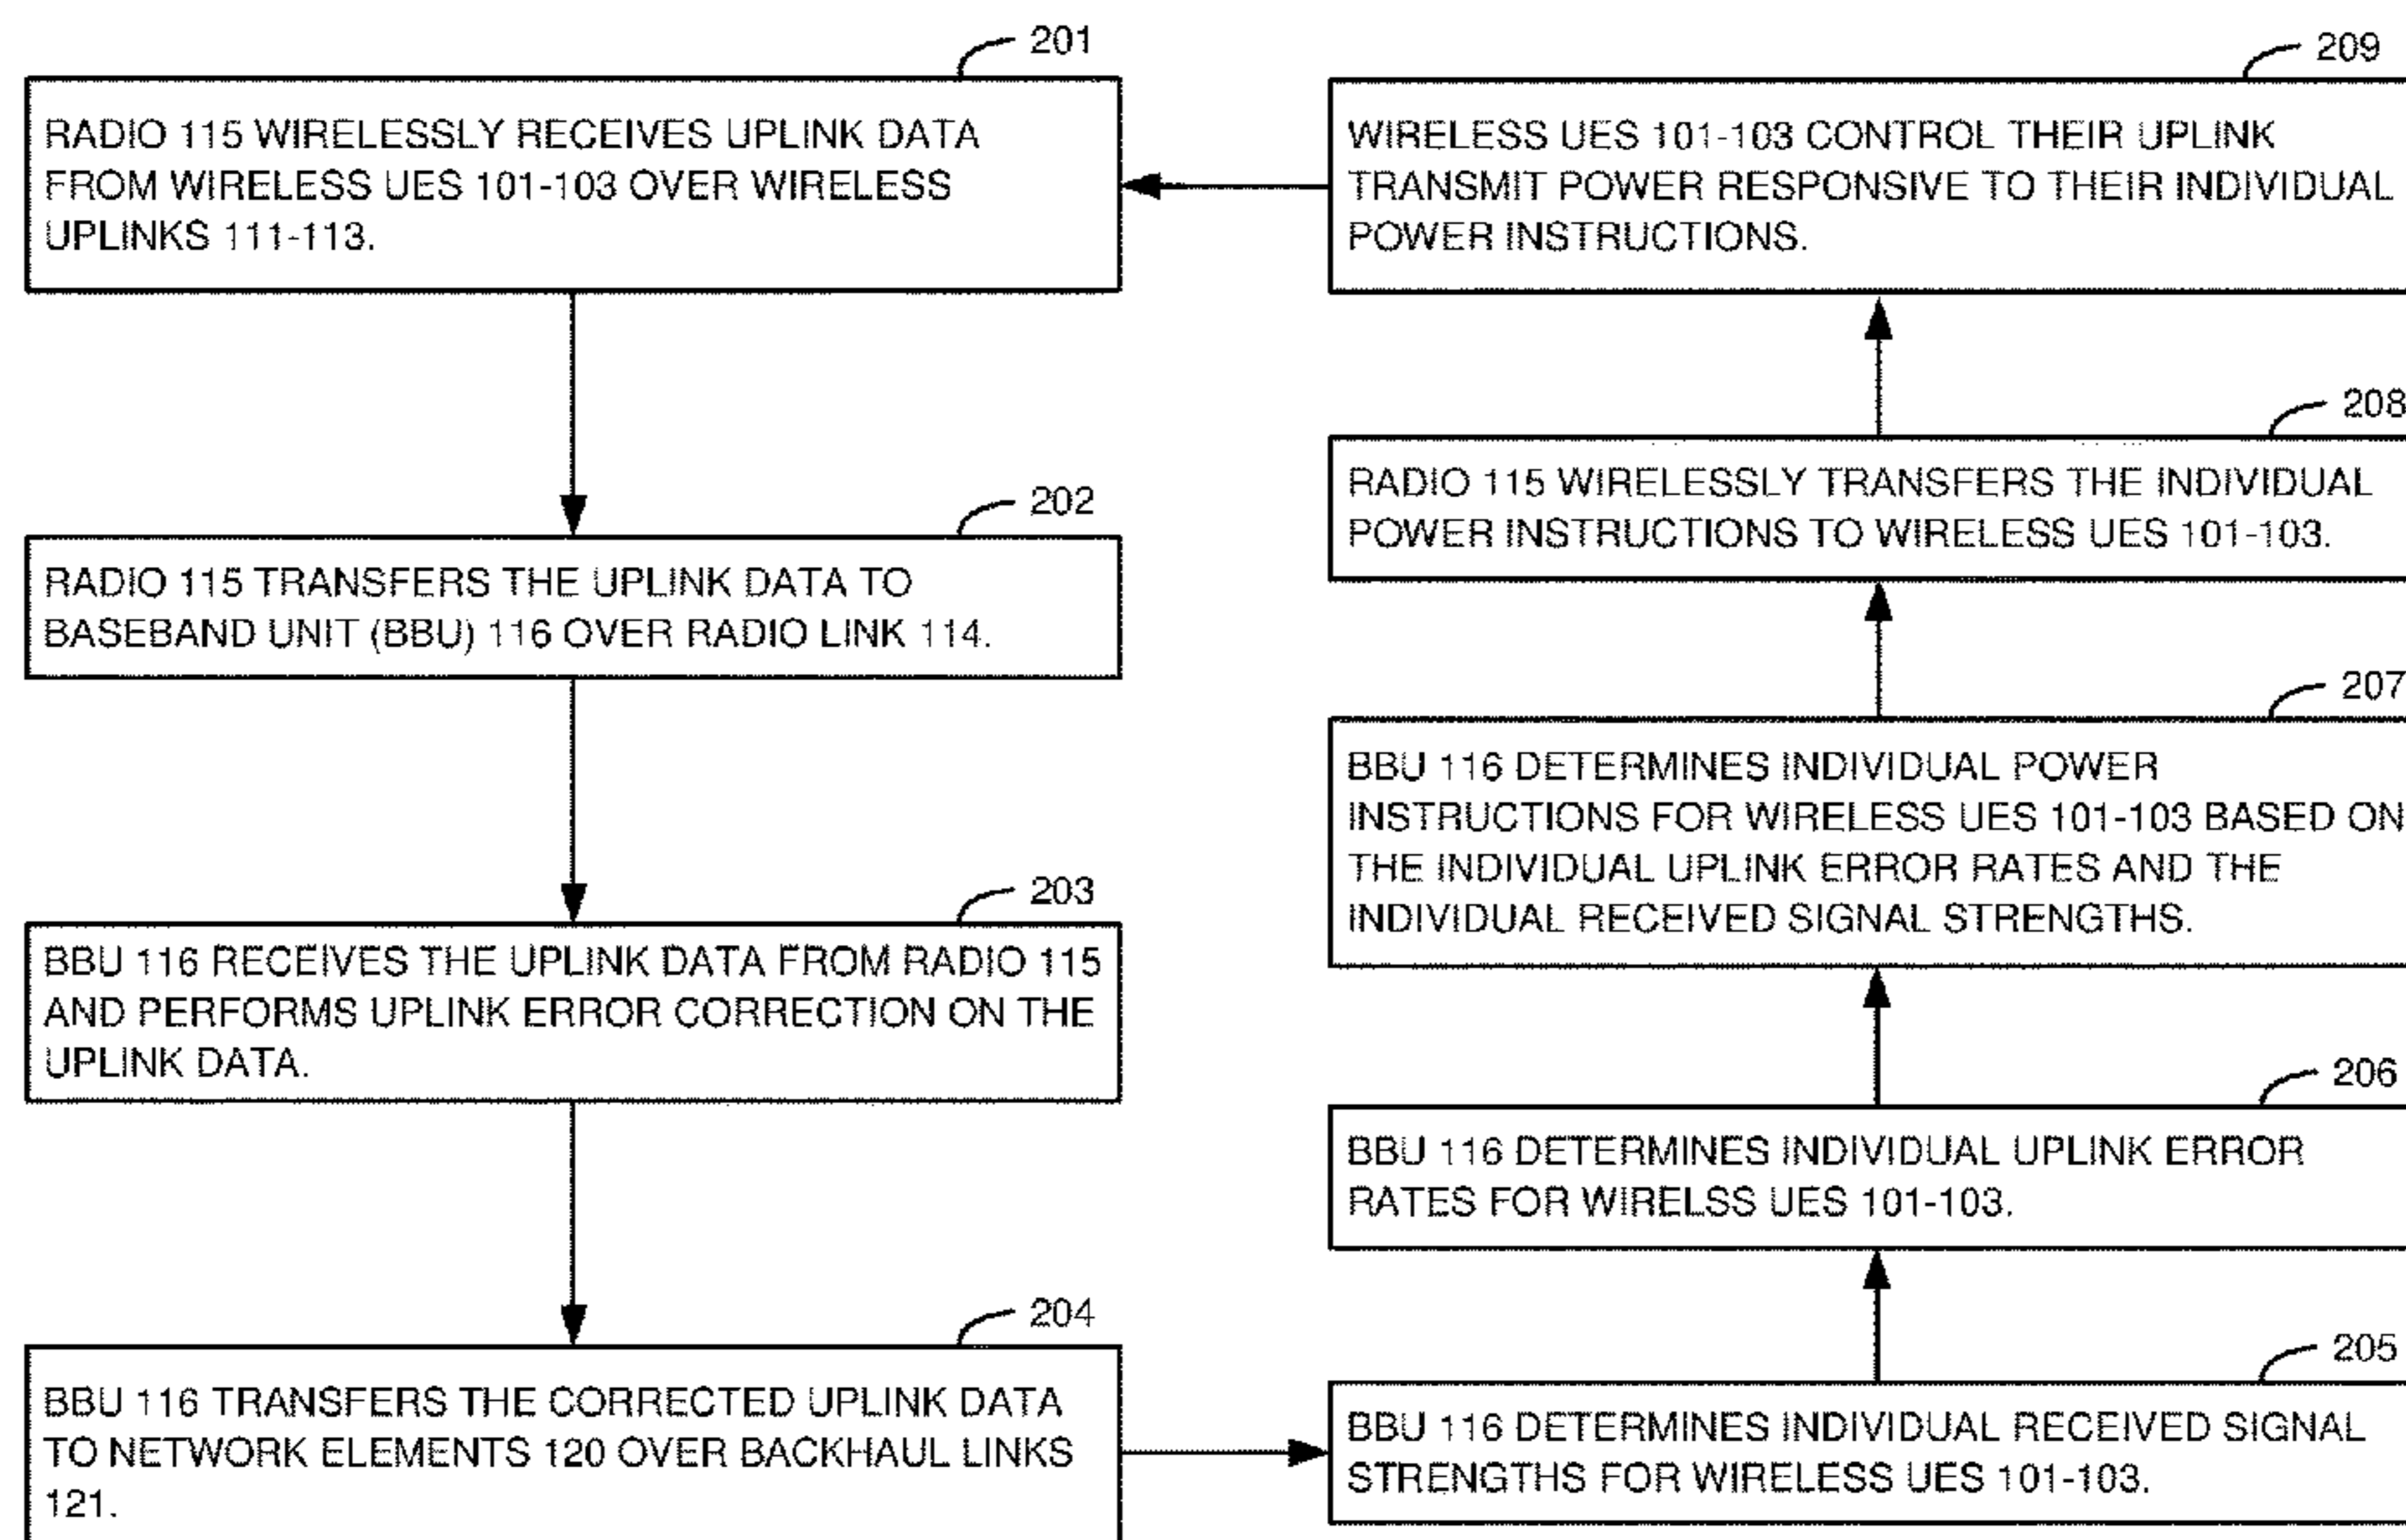 201
RADIO 115 WIRELESSLY RECEIVES UPLINK DATA
FROM WIRELESS UES 101-103 OVER WIRELESS
UPLINKS 111-113.
202
RADIO 115 TRANSFERS THE UPLINK DATA TO
BASEBAND UNIT (BBU) 116 OVER RADIO LINK 114.
203
BBU 116 RECEIVES THE UPLINK DATA FROM RADIO 115
AND PERFORMS UPLINK ERROR CORRECTION ON THE
UPLINK DATA.
204
BBU 116 TRANSFERS THE CORRECTED UPLINK DATA
TO NETWORK ELEMENTS 120 OVER BACKHAUL LINKS
121.
205
BBU 116 DETERMINES INDIVIDUAL RECEIVED SIGNAL
STRENGTHS FOR WIRELESS UES 101-103.
206
BBU 116 DETERMINES INDIVIDUAL UPLINK ERROR
RATES FOR WIRELSS UES 101-103.
207
BBU 116 DETERMINES INDIVIDUAL POWER
INSTRUCTIONS FOR WIRELESS UES 101-103 BASED ON
THE INDIVIDUAL UPLINK ERROR RATES AND THE
INDIVIDUAL RECEIVED SIGNAL STRENGTHS.
208
RADIO 115 WIRELESSLY TRANSFERS THE INDIVIDUAL
POWER INSTRUCTIONS TO WIRELESS UES 101-103.
209
WIRELESS UES 101-103 CONTROL THEIR UPLINK
TRANSMIT POWER RESPONSIVE TO THEIR INDIVIDUAL
POWER INSTRUCTIONS.